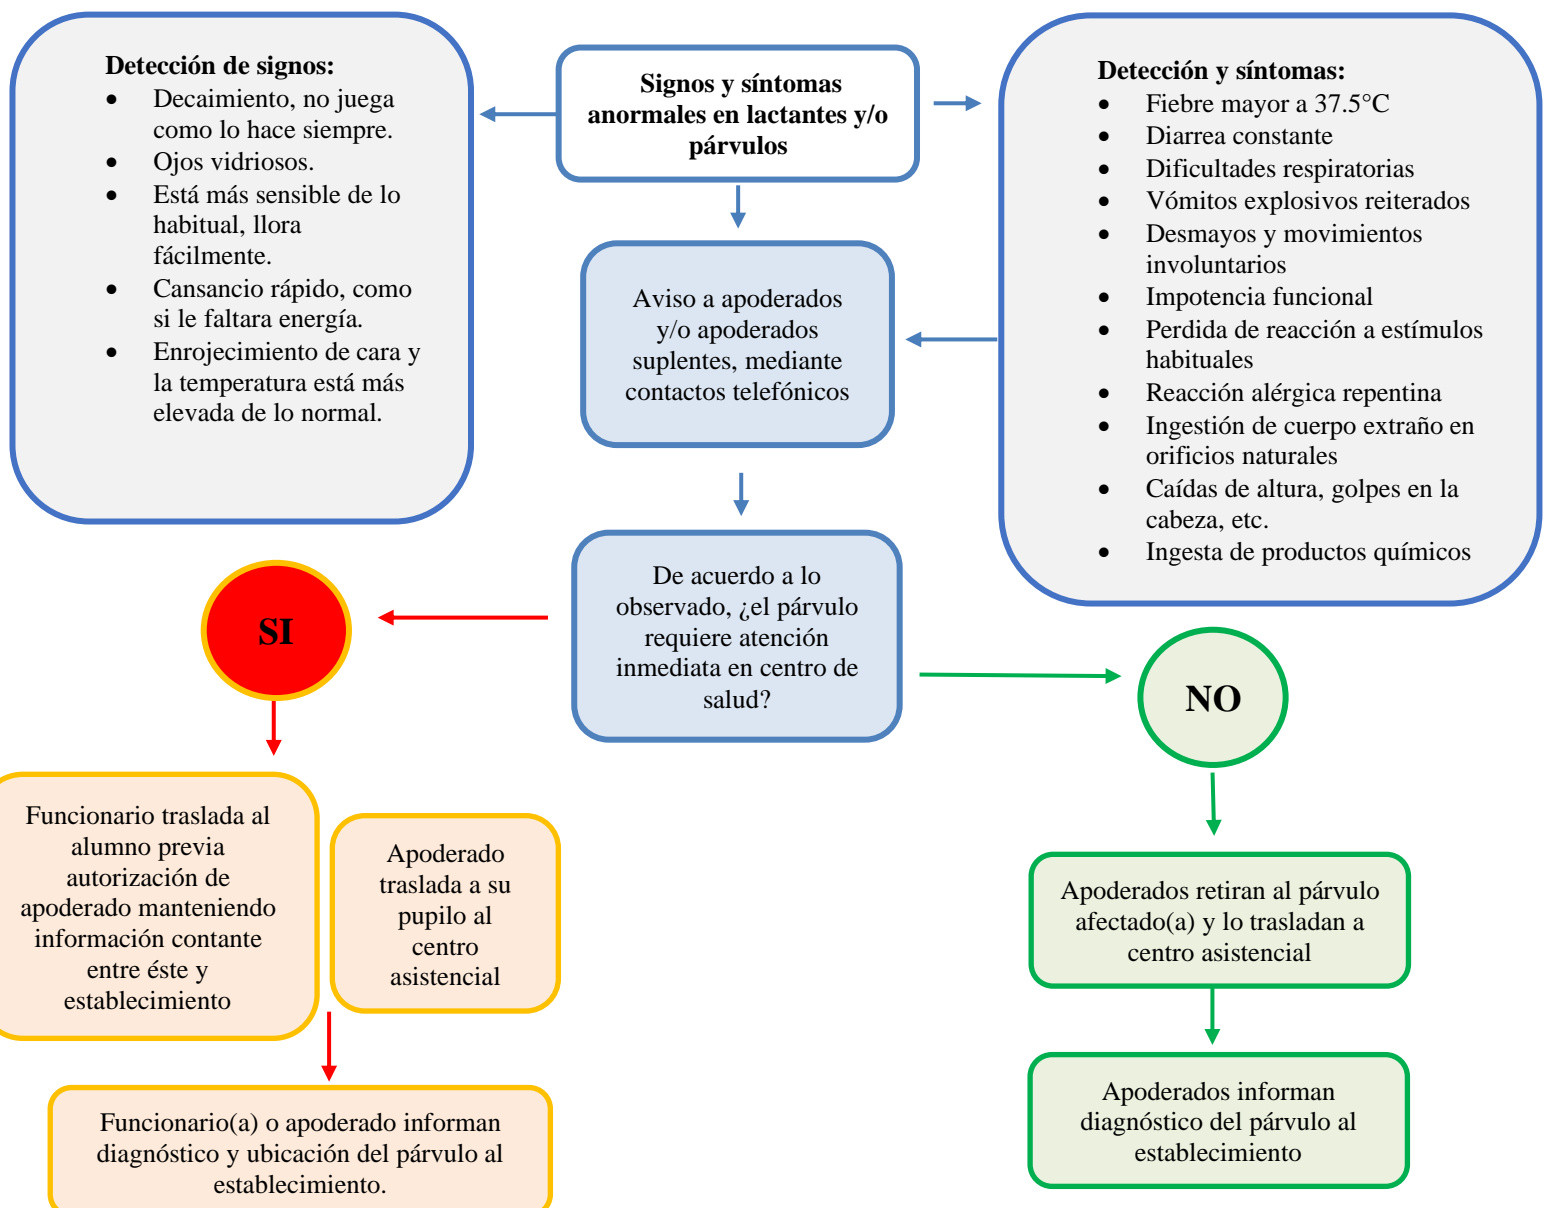 Detección de signos:
• Decaimiento, no juega
como lo hace siempre.
• Ojos vidriosos.
• Está más sensible de lo
habitual, llora
fácilmente.
• Cansancio rápido, como
si le faltara energía.
• Enrojecimiento de cara y
la temperatura está más
elevada de lo normal.
Signos y síntomas
anormales en lactantes y/o
párvulos
Detección y síntomas:
• Fiebre mayor a 37.5°C
• Diarrea constante
• Dificultades respiratorias
• Vómitos explosivos reiterados
• Desmayos y movimientos
involuntarios
• Impotencia funcional
• Perdida de reacción a estímulos
habituales
• Reacción alérgica repentina
• Ingestión de cuerpo extraño en
orificios naturales
• Caídas de altura, golpes en la
cabeza, etc.
• Ingesta de productos químicos
Aviso a apoderados
y/o apoderados
suplentes, mediante
contactos telefónicos
De acuerdo a lo
observado, ¿el párvulo
requiere atención
inmediata en centro de
salud?
SI
NO
Funcionario traslada al
alumno previa
autorización de
apoderado manteniendo
información contante
entre éste y
establecimiento
Apoderado
traslada a su
pupilo al
centro
asistencial
Funcionario(a) o apoderado informan
diagnóstico y ubicación del párvulo al
establecimiento.
Apoderados retiran al párvulo
afectado(a) y lo trasladan a
centro asistencial
Apoderados informan
diagnóstico del párvulo al
establecimiento